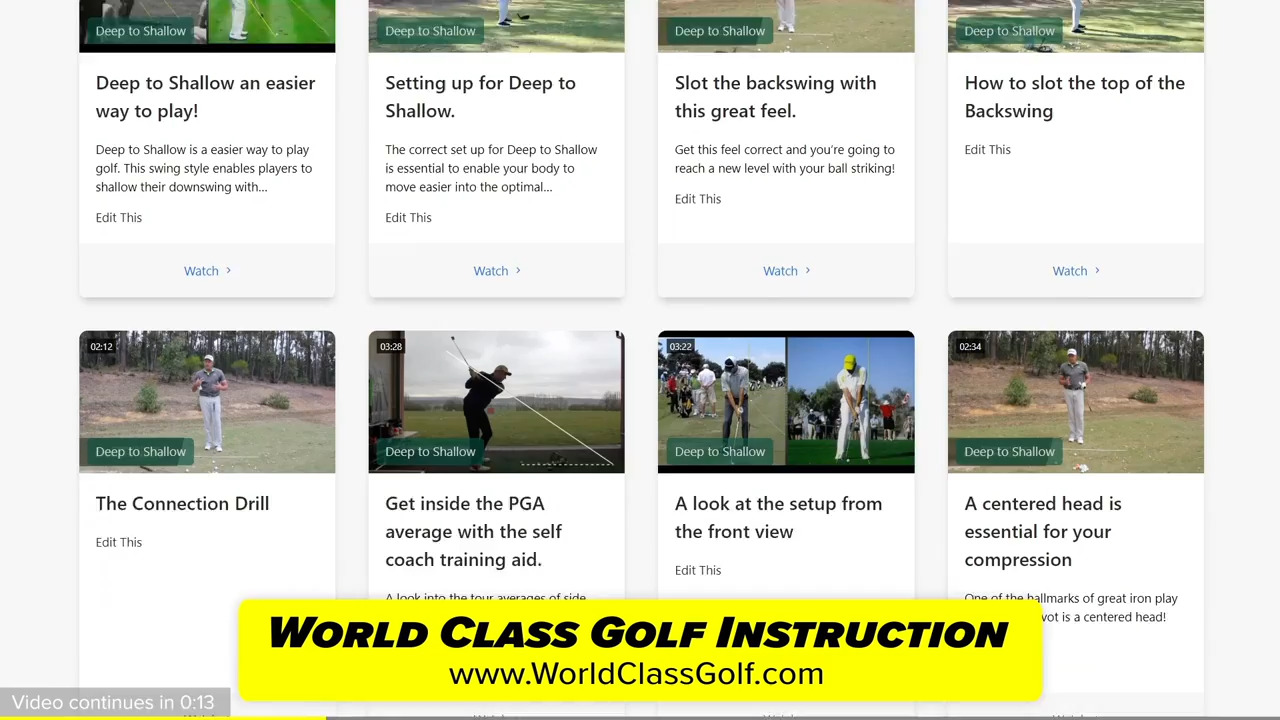 Deep to Shallow
Deep to Shallow
Deep to Shallow
Deep to Shallow
Deep to Shallow an easier
way to play!
Deep to Shallow is a easier way to play
golf. This swing style enables players to
shallow their downswing with...
Edit This
Watch
Setting up for Deep to
Shallow.
The correct set up for Deep to Shallow
is essential to enable your body to
move easier into the optimal...
Edit This
Watch
Slot the backswing with
this great feel.
Get this feel correct and you're going to
reach a new level with your ball striking!
Edit This
Watch
How to slot the top of the
Backswing
Edit This
Watch
02:12
Deep to Shallow
The Connection Drill
Edit This
03:28
Deep to Shallow
Get inside the PGA
average with the self
coach training aid.
A look into the tour averages of side
03:22
Deep to Shallow
A look at the setup from
the front view
Edit This
02:34
Deep to Shallow
A centered head is
essential for your
compression
One of the hallmarks of great iron play
is a centered head!
World Class Golf Instruction
www.WorldClassGolf.com
Video continues in 0:13